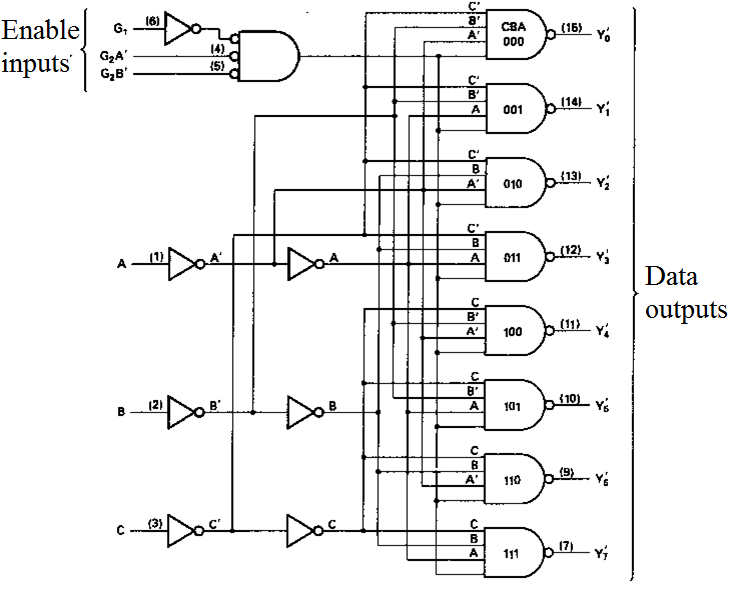 Enable
inputs'
G₁ (6)
G₂A' (4)
G₂B' (5)
C'
B'
A'
CBA
000
(15) Y₀'
C'
B'
A
001
(14) Y₁'
C'
B
A'
010
(13) Y₂'
A (1) A' A
C'
B
A
011
(12) Y₃'
Data
outputs
C
B'
A'
100
(11) Y₄'
B (2) B' B
C
B'
A
101
(10) Y₅'
C
B
A'
110
(9) Y₆'
C (3) C' C
C
B
A
111
(7) Y₇'